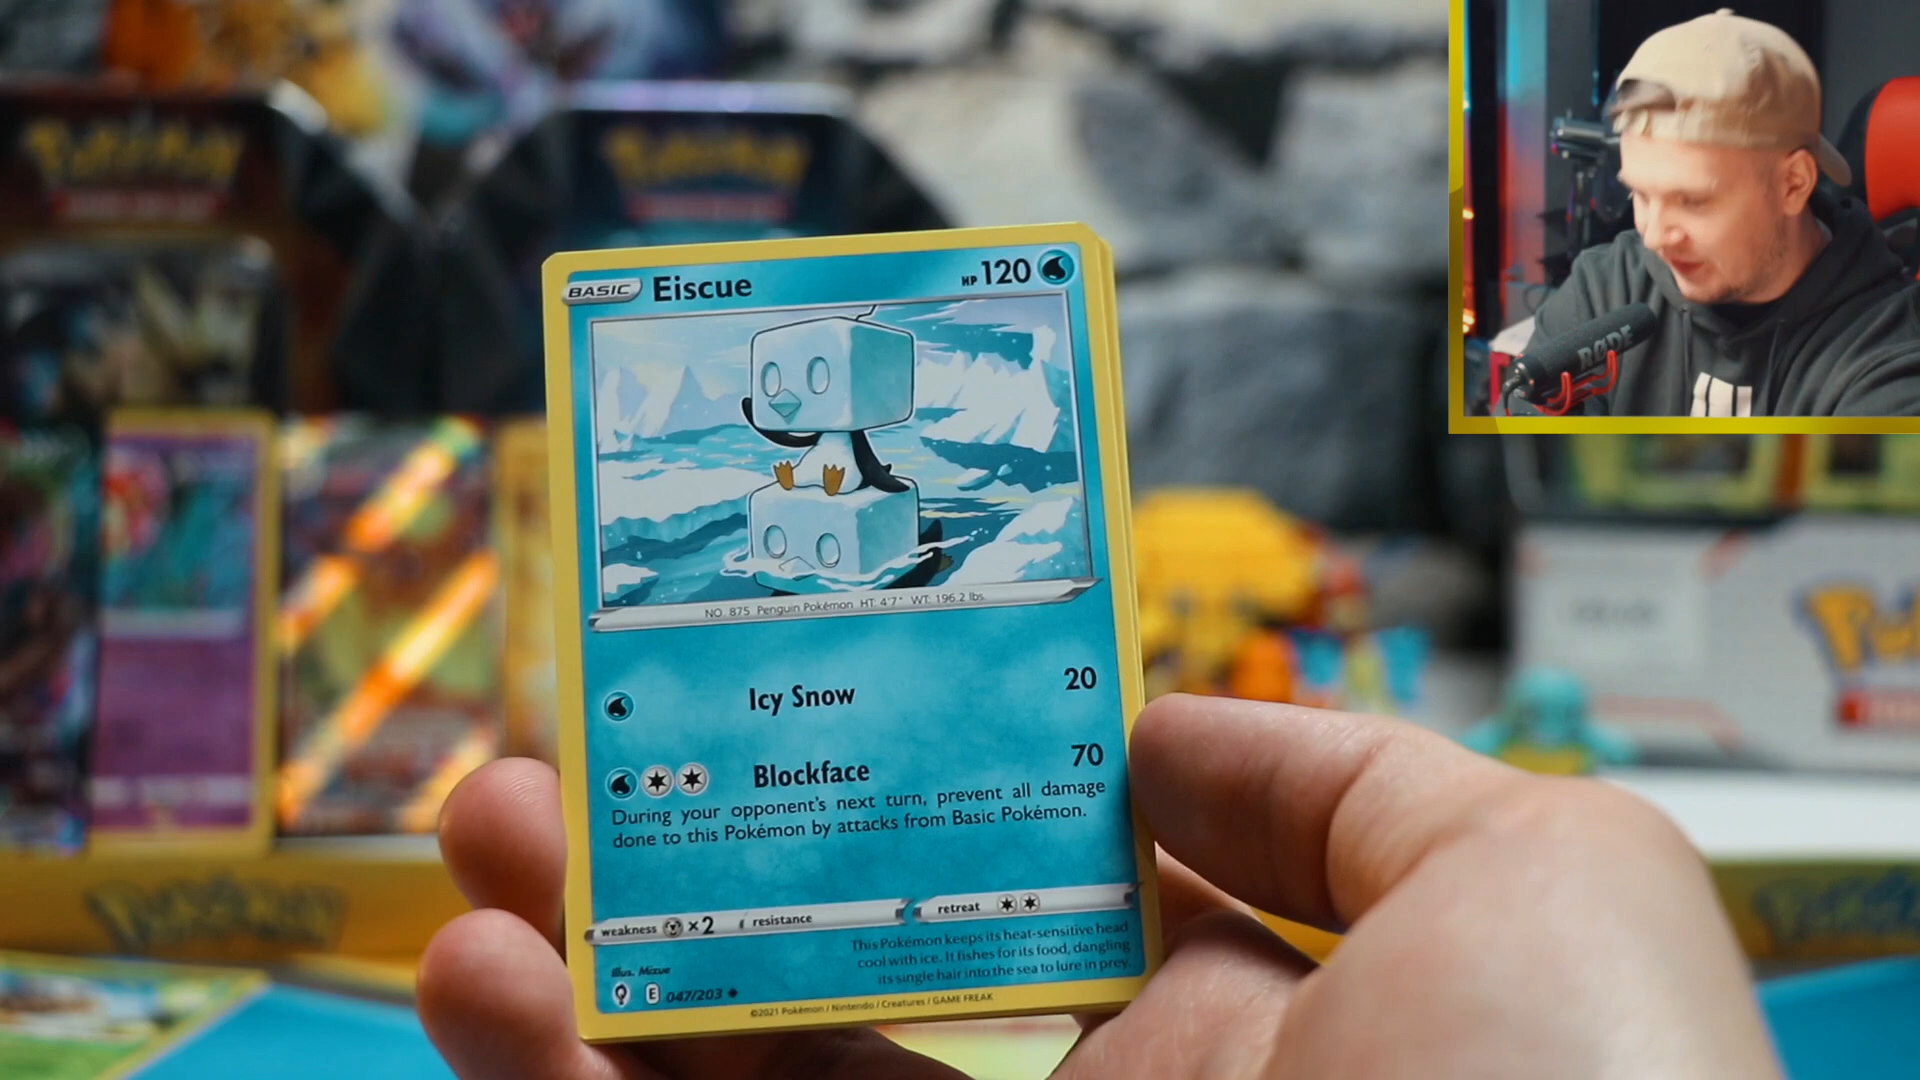 Pokémon
Pokémon
RØDE
BASIC Eiscue HP 120
NO. 875 Penguin Pokémon HT: 4'7" WT: 196.2 lbs.
Icy Snow 20
Blockface 70
During your opponent's next turn, prevent all damage
done to this Pokémon by attacks from Basic Pokémon.
weakness ×2 resistance retreat
This Pokémon keeps its heat-sensitive head
cool with ice. It fishes for its food, dangling
its single hair into the sea to lure in prey.
Illus. Mizue
E 047/203
©2021 Pokémon / Nintendo / Creatures / GAME FREAK
Pokémon